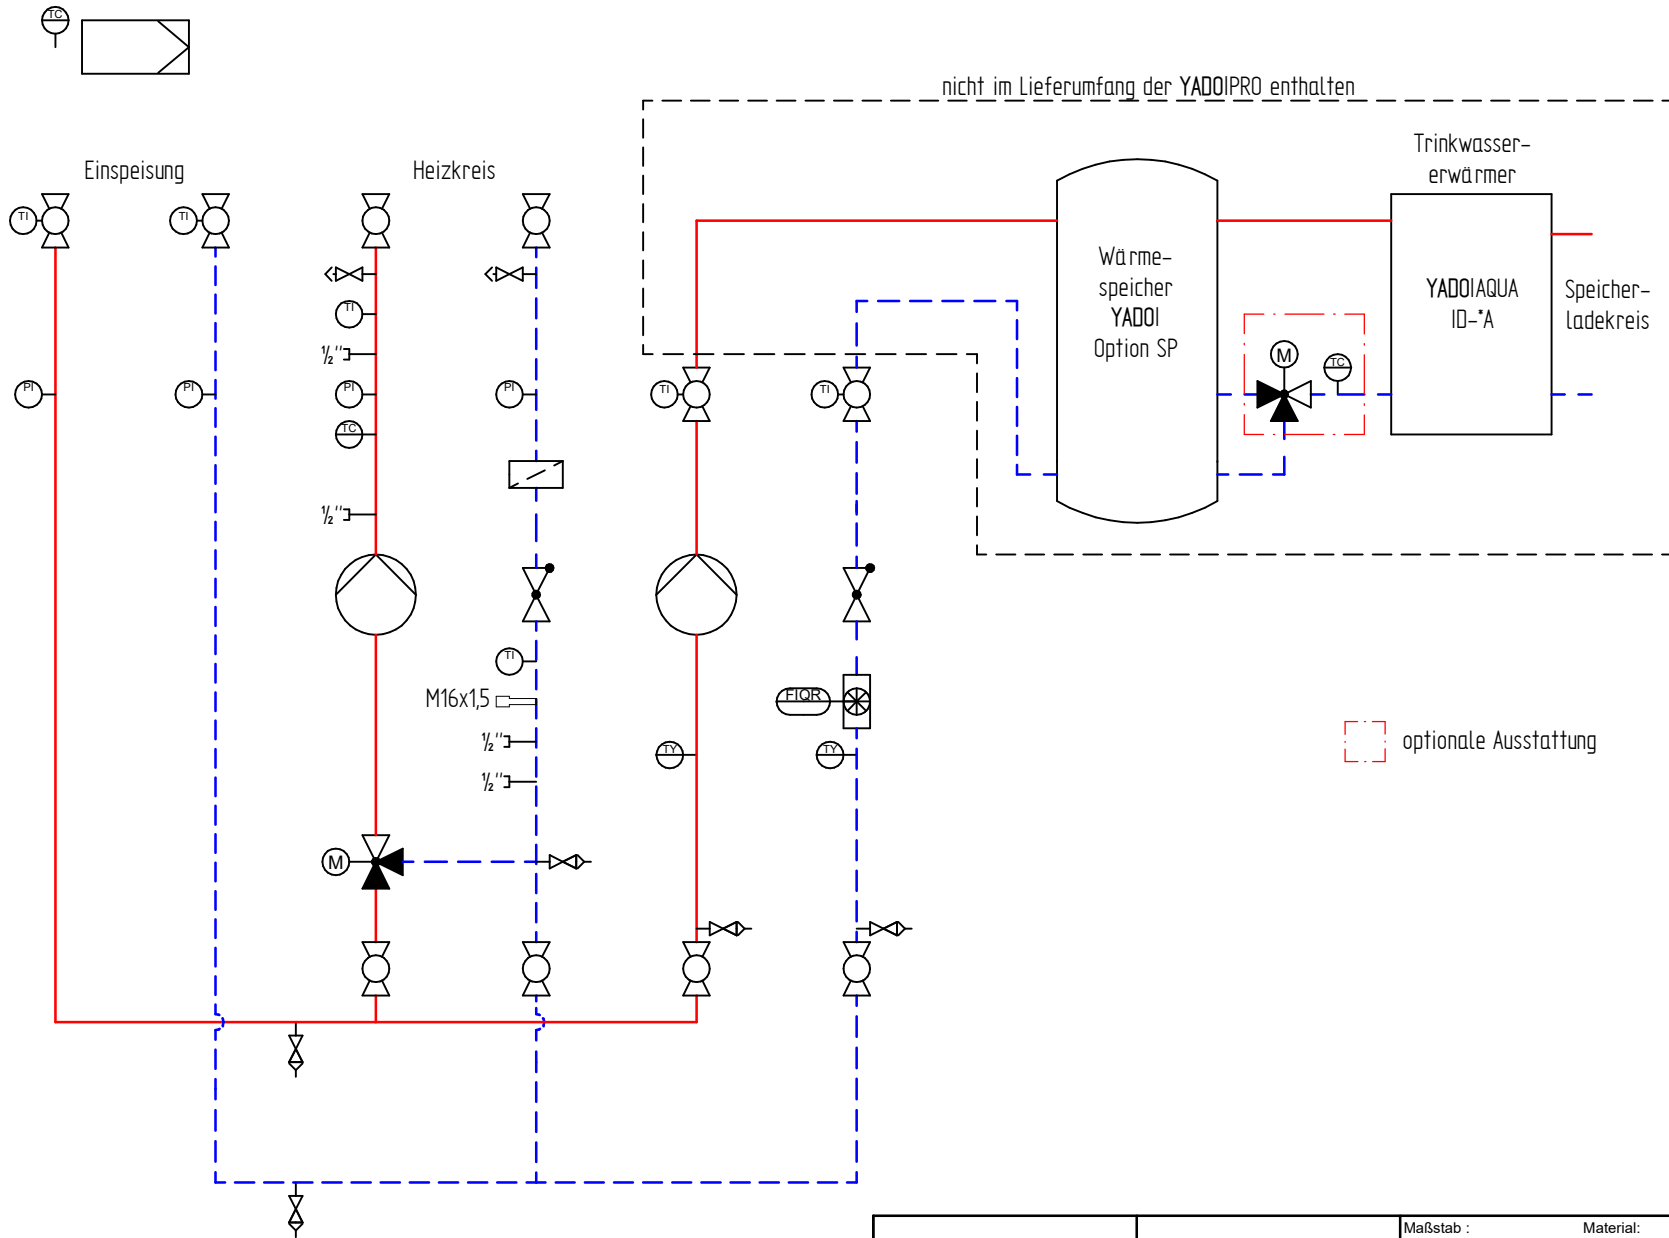 TC
nicht im Lieferumfang der YADOIPRO enthalten
Einspeisung
Heizkreis
Trinkwasser-
erwärmer
TI
TI
Wärme-
speicher
YADOI
Option SP
YADOIAQUA
ID-*A
Speicher-
ladekreis
TI
½''
M
TC
PI
PI
PI
PI
TI
TI
TC
½''
TI
M16x1,5
FIQR
½''
TY
TY
optionale Ausstattung
½''
M
Maßstab :
Material: